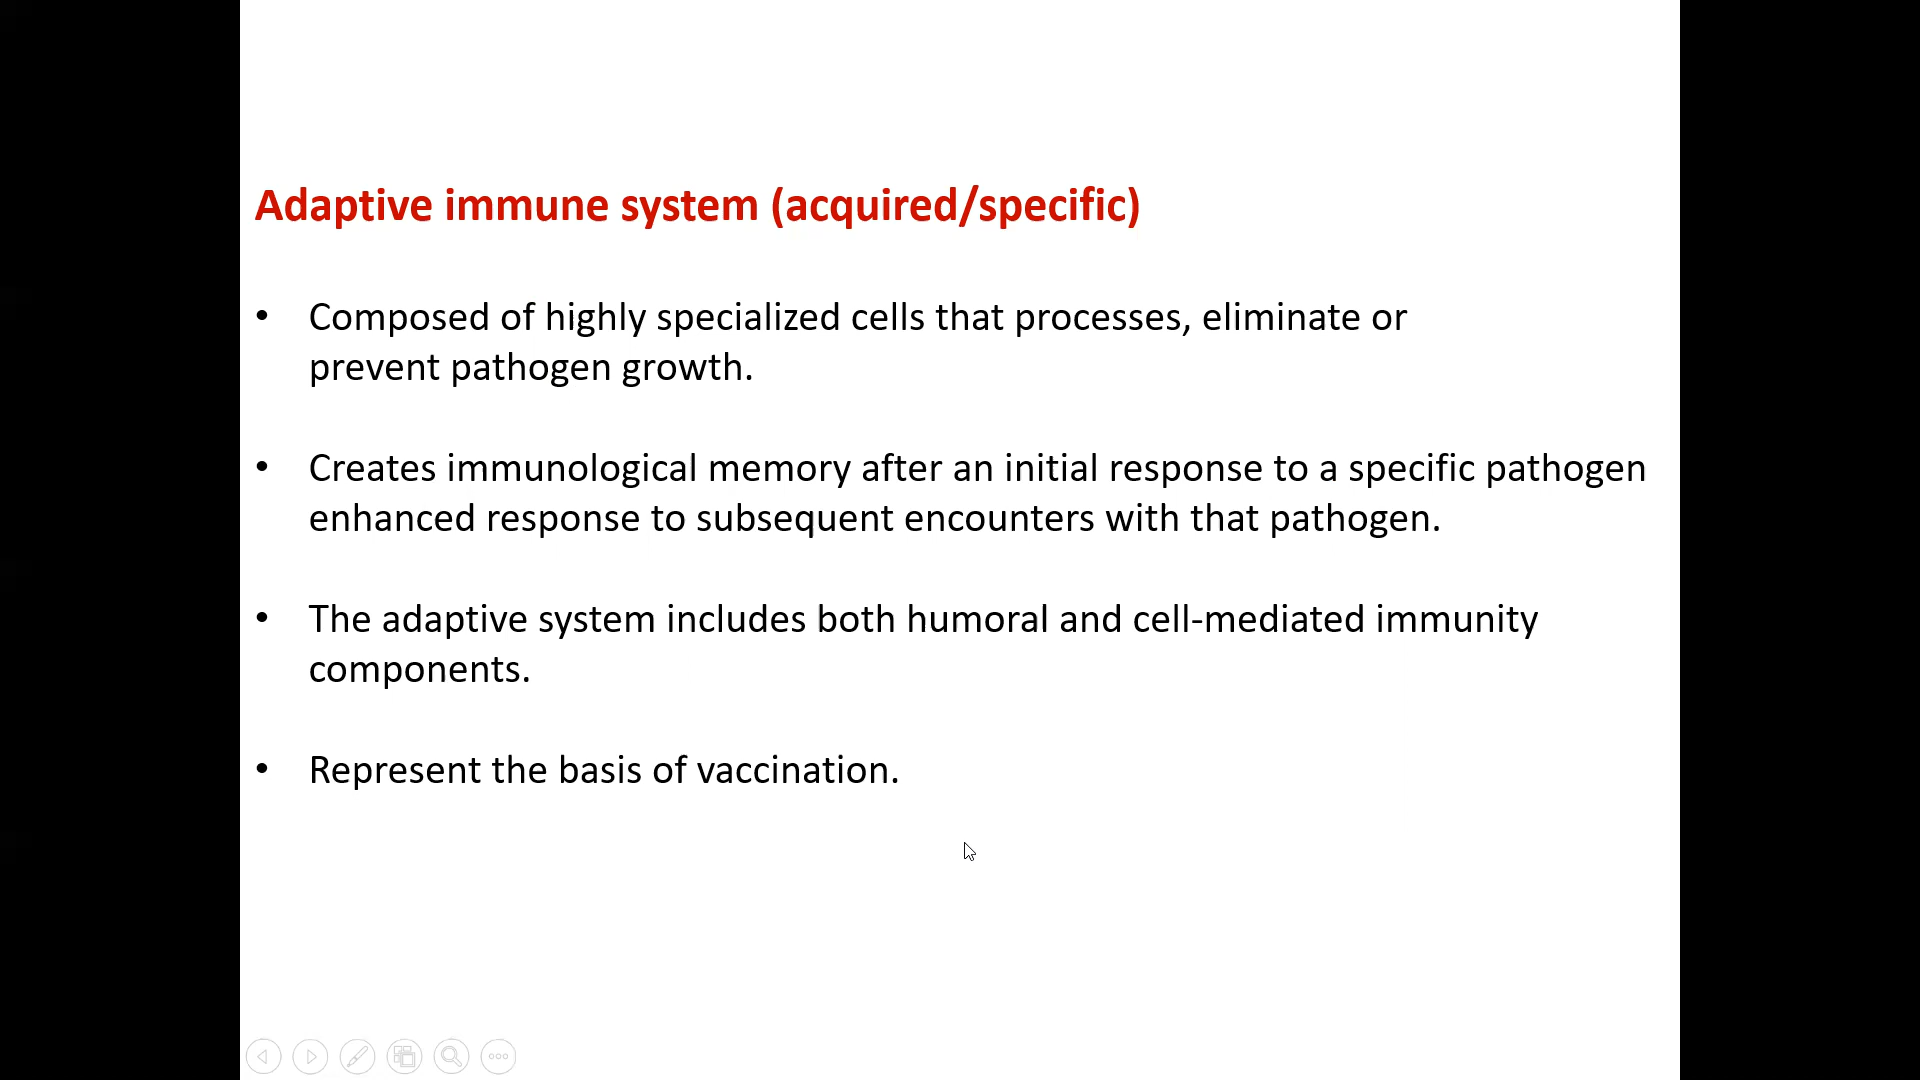 Adaptive immune system (acquired/specific)
• Composed of highly specialized cells that processes, eliminate or
prevent pathogen growth.
• Creates immunological memory after an initial response to a specific pathogen
enhanced response to subsequent encounters with that pathogen.
• The adaptive system includes both humoral and cell-mediated immunity
components.
• Represent the basis of vaccination.